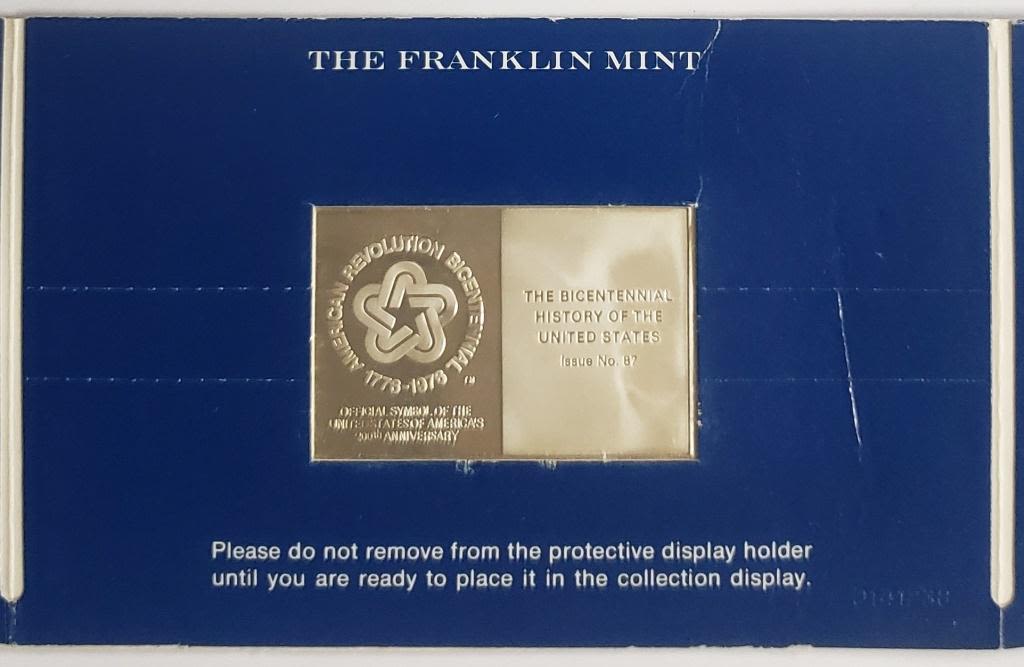 THE FRANKLIN MINT
AMERICAN REVOLUTION BICENTENNIAL
1776-1976
TM
OFFICIAL SYMBOL OF THE
UNITED STATES OF AMERICA'S
200th ANNIVERSARY
THE BICENTENNIAL
HISTORY OF THE
UNITED STATES
Issue No. 87
Please do not remove from the protective display holder
until you are ready to place it in the collection display.